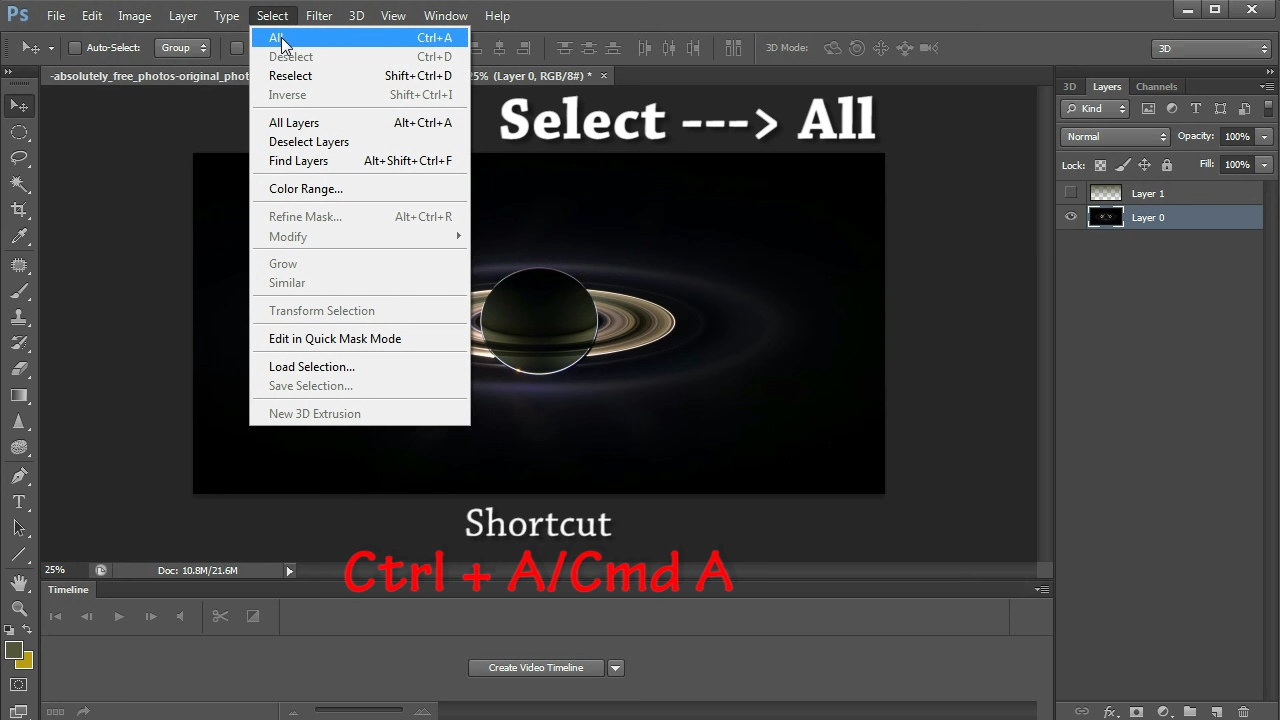 Ps File Edit Image Layer Type Select Filter 3D View Window Help
Auto-Select: Group 3D Mode: 3D
-absolutely_free_photos-original_phot 5% (Layer 0, RGB/8#) * ×
All Ctrl+A
Deselect Ctrl+D
Reselect Shift+Ctrl+D
Inverse Shift+Ctrl+I
All Layers Alt+Ctrl+A
Deselect Layers
Find Layers Alt+Shift+Ctrl+F
Color Range...
Refine Mask... Alt+Ctrl+R
Modify
Grow
Similar
Transform Selection
Edit in Quick Mask Mode
Load Selection...
Save Selection...
New 3D Extrusion
Select ---> All
3D Layers Channels
Kind
Normal Opacity: 100%
Lock: Fill: 100%
Layer 1
Layer 0
Shortcut
Ctrl + A/Cmd A
25% Doc: 10.8M/21.6M
Timeline
Create Video Timeline
fx